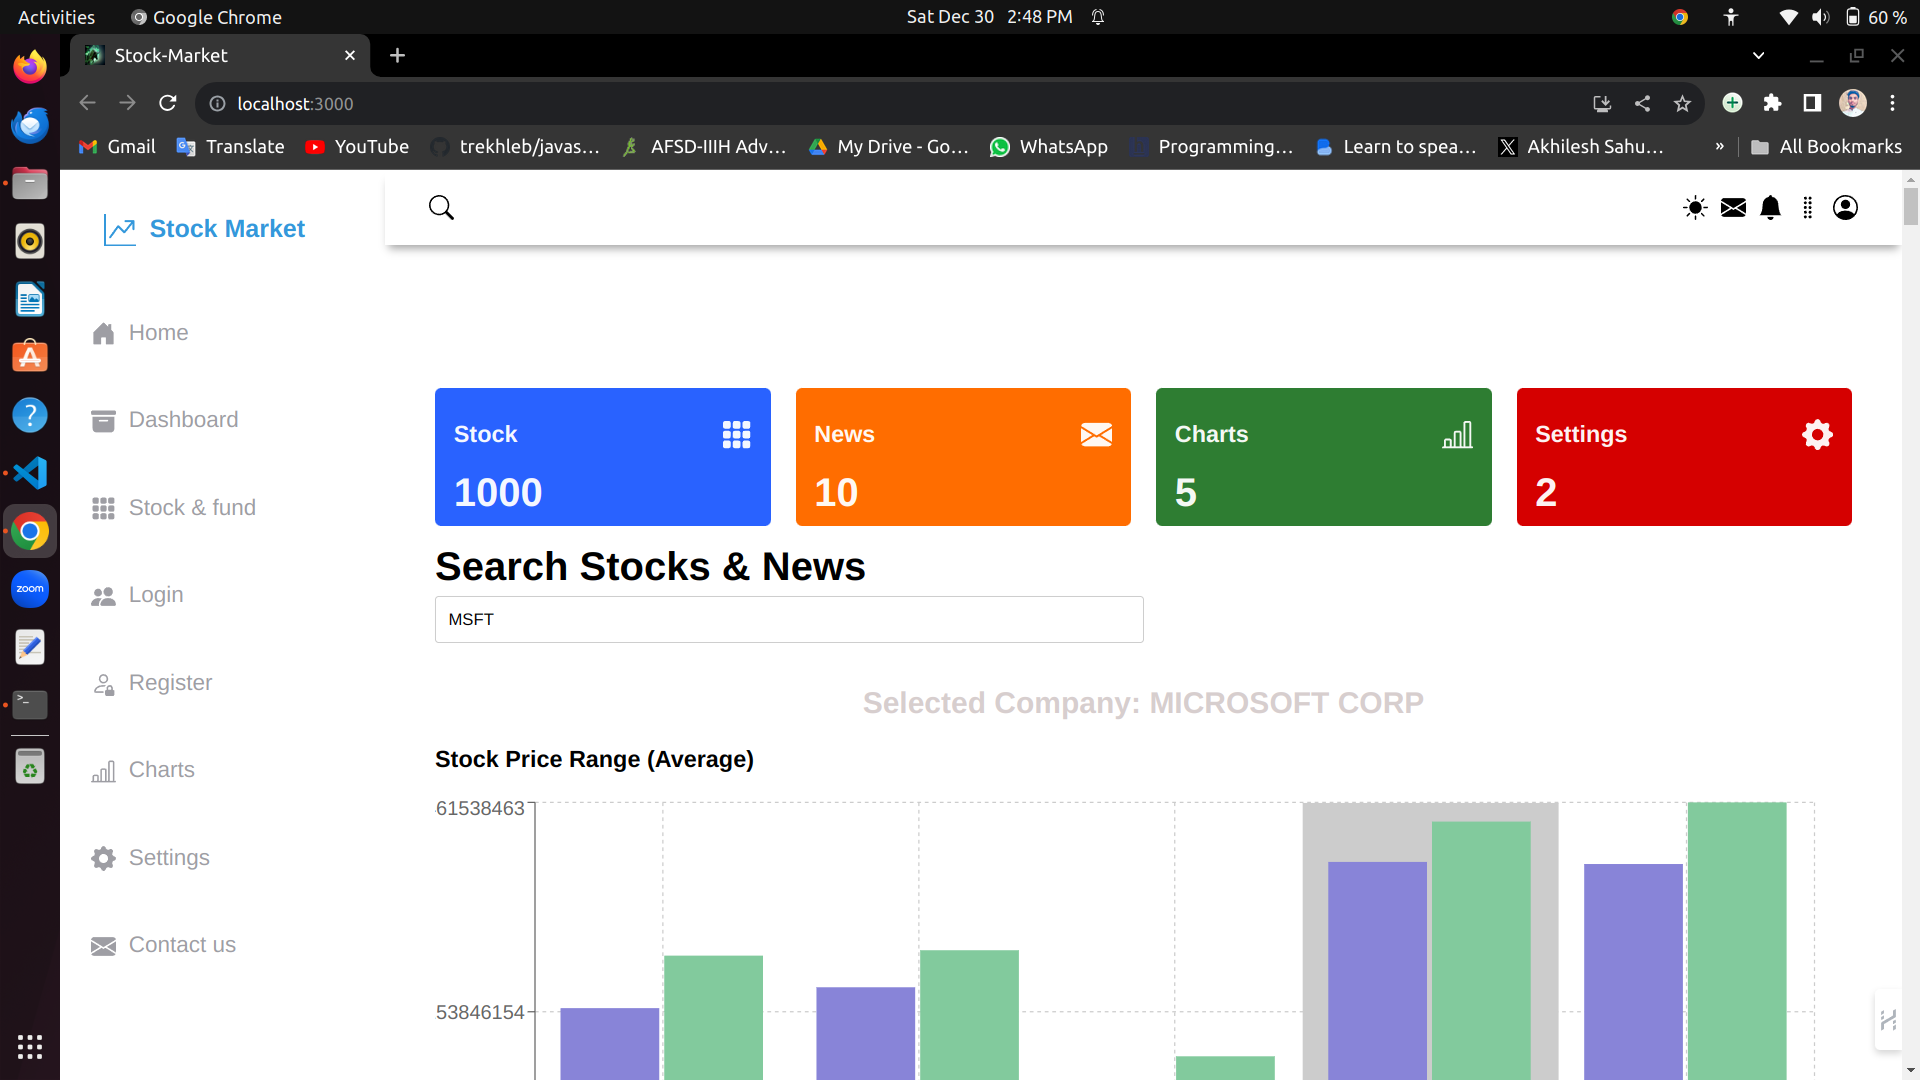 Activities
Google Chrome
Sat Dec 30 2:48 PM
60 %
Stock-Market
localhost:3000
Gmail
Translate
YouTube
trekhleb/javas...
AFSD-IIIH Adv...
My Drive - Go...
WhatsApp
Programming...
Learn to spea...
Akhilesh Sahu...
»
All Bookmarks
Stock Market
Home
Dashboard
Stock & fund
Login
Register
Charts
Settings
Contact us
zoom
Stock
1000
News
10
Charts
5
Settings
2
Search Stocks & News
MSFT
Selected Company: MICROSOFT CORP
Stock Price Range (Average)
61538463
53846154